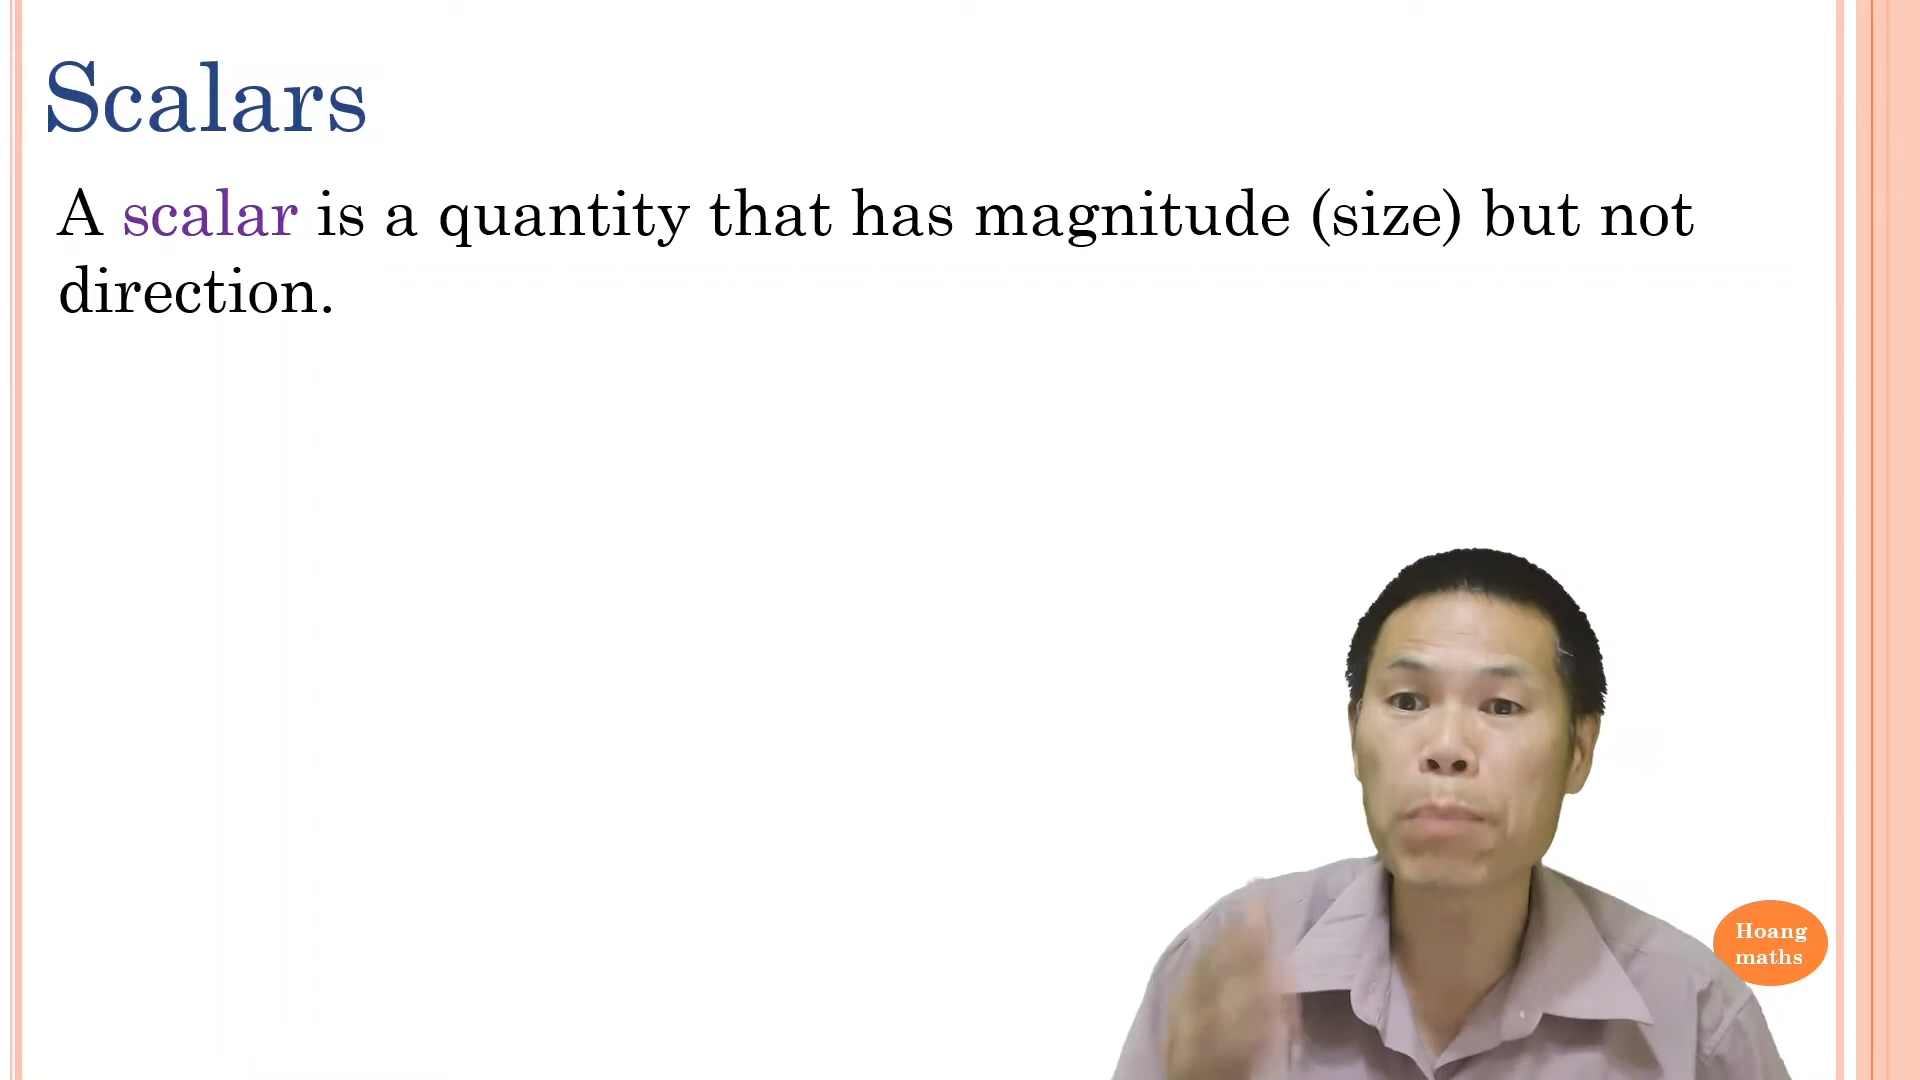 Scalars
A scalar is a quantity that has magnitude (size) but not
direction.
Hoang
maths